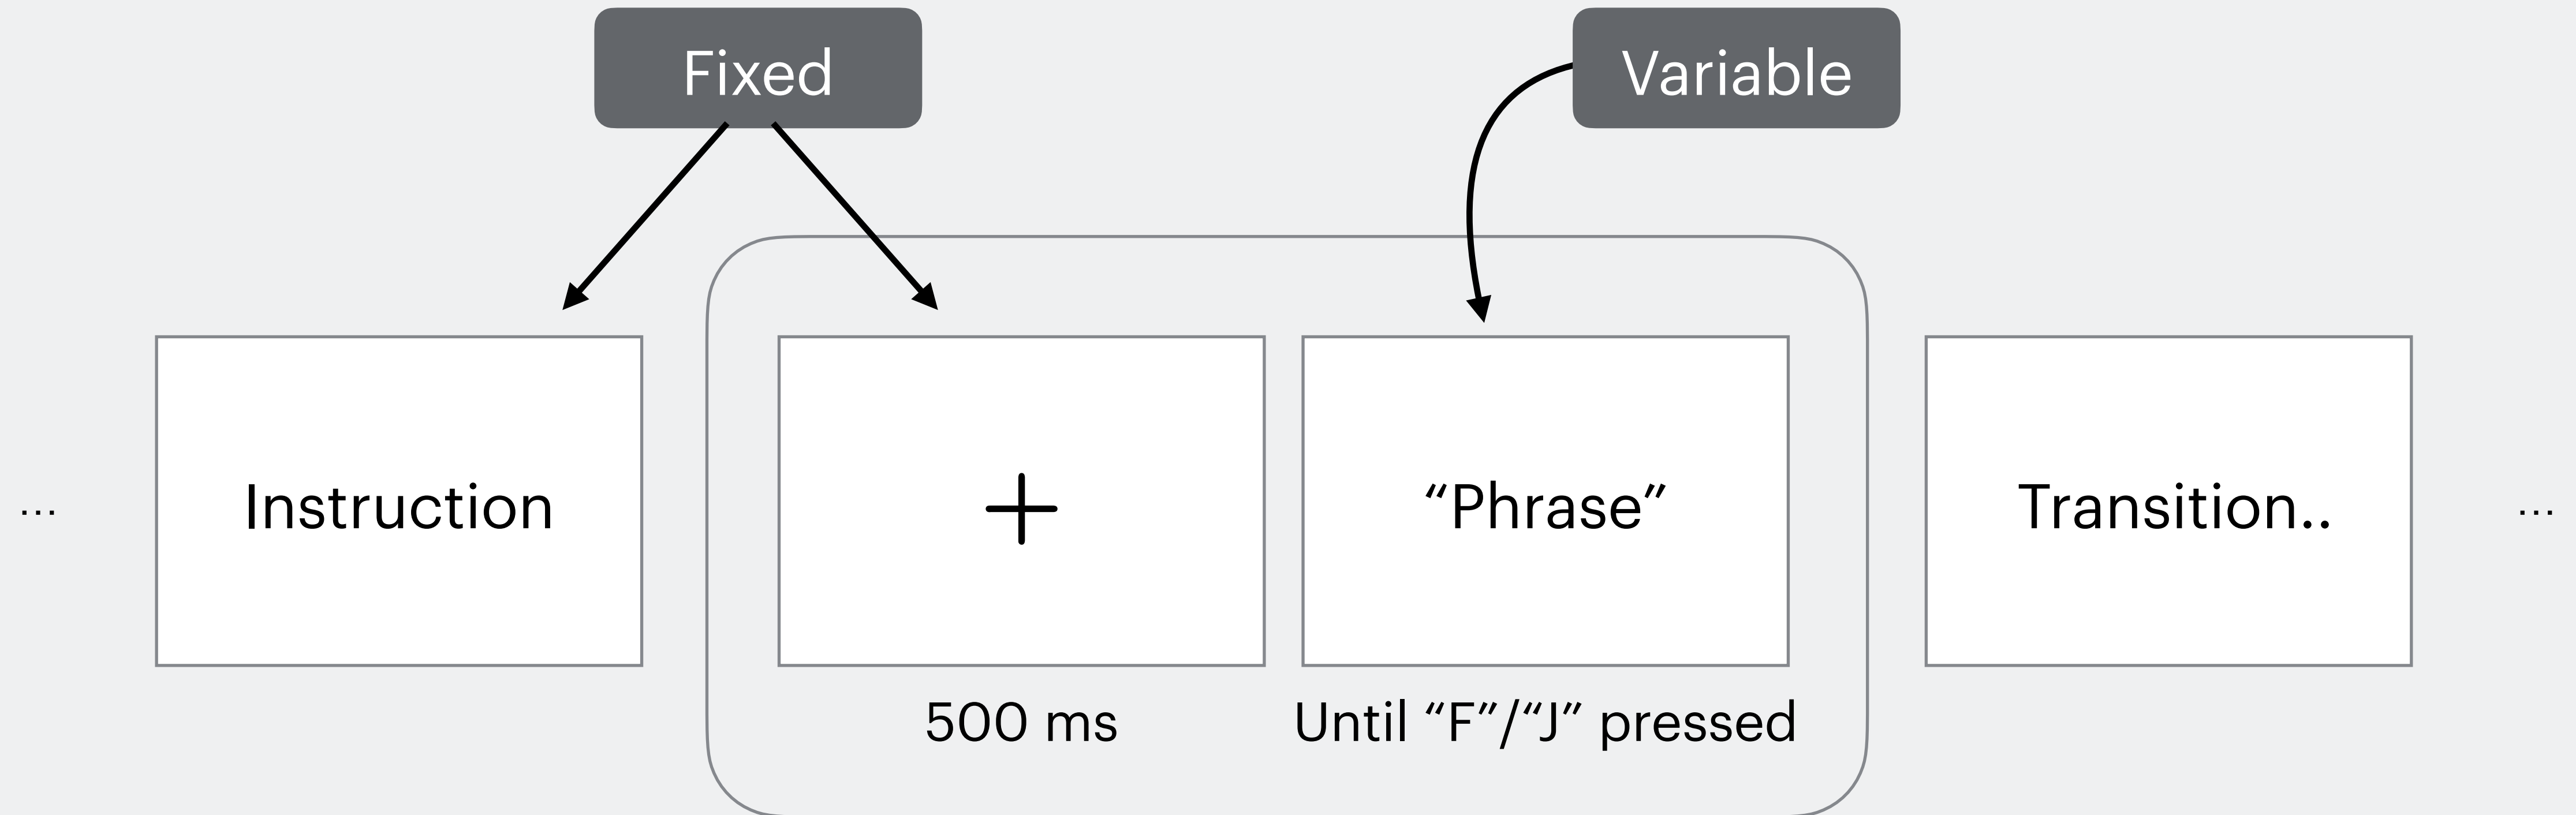 Fixed
Variable
... Instruction + “Phrase” Transition.. ...
500 ms
Until “F”/“J” pressed